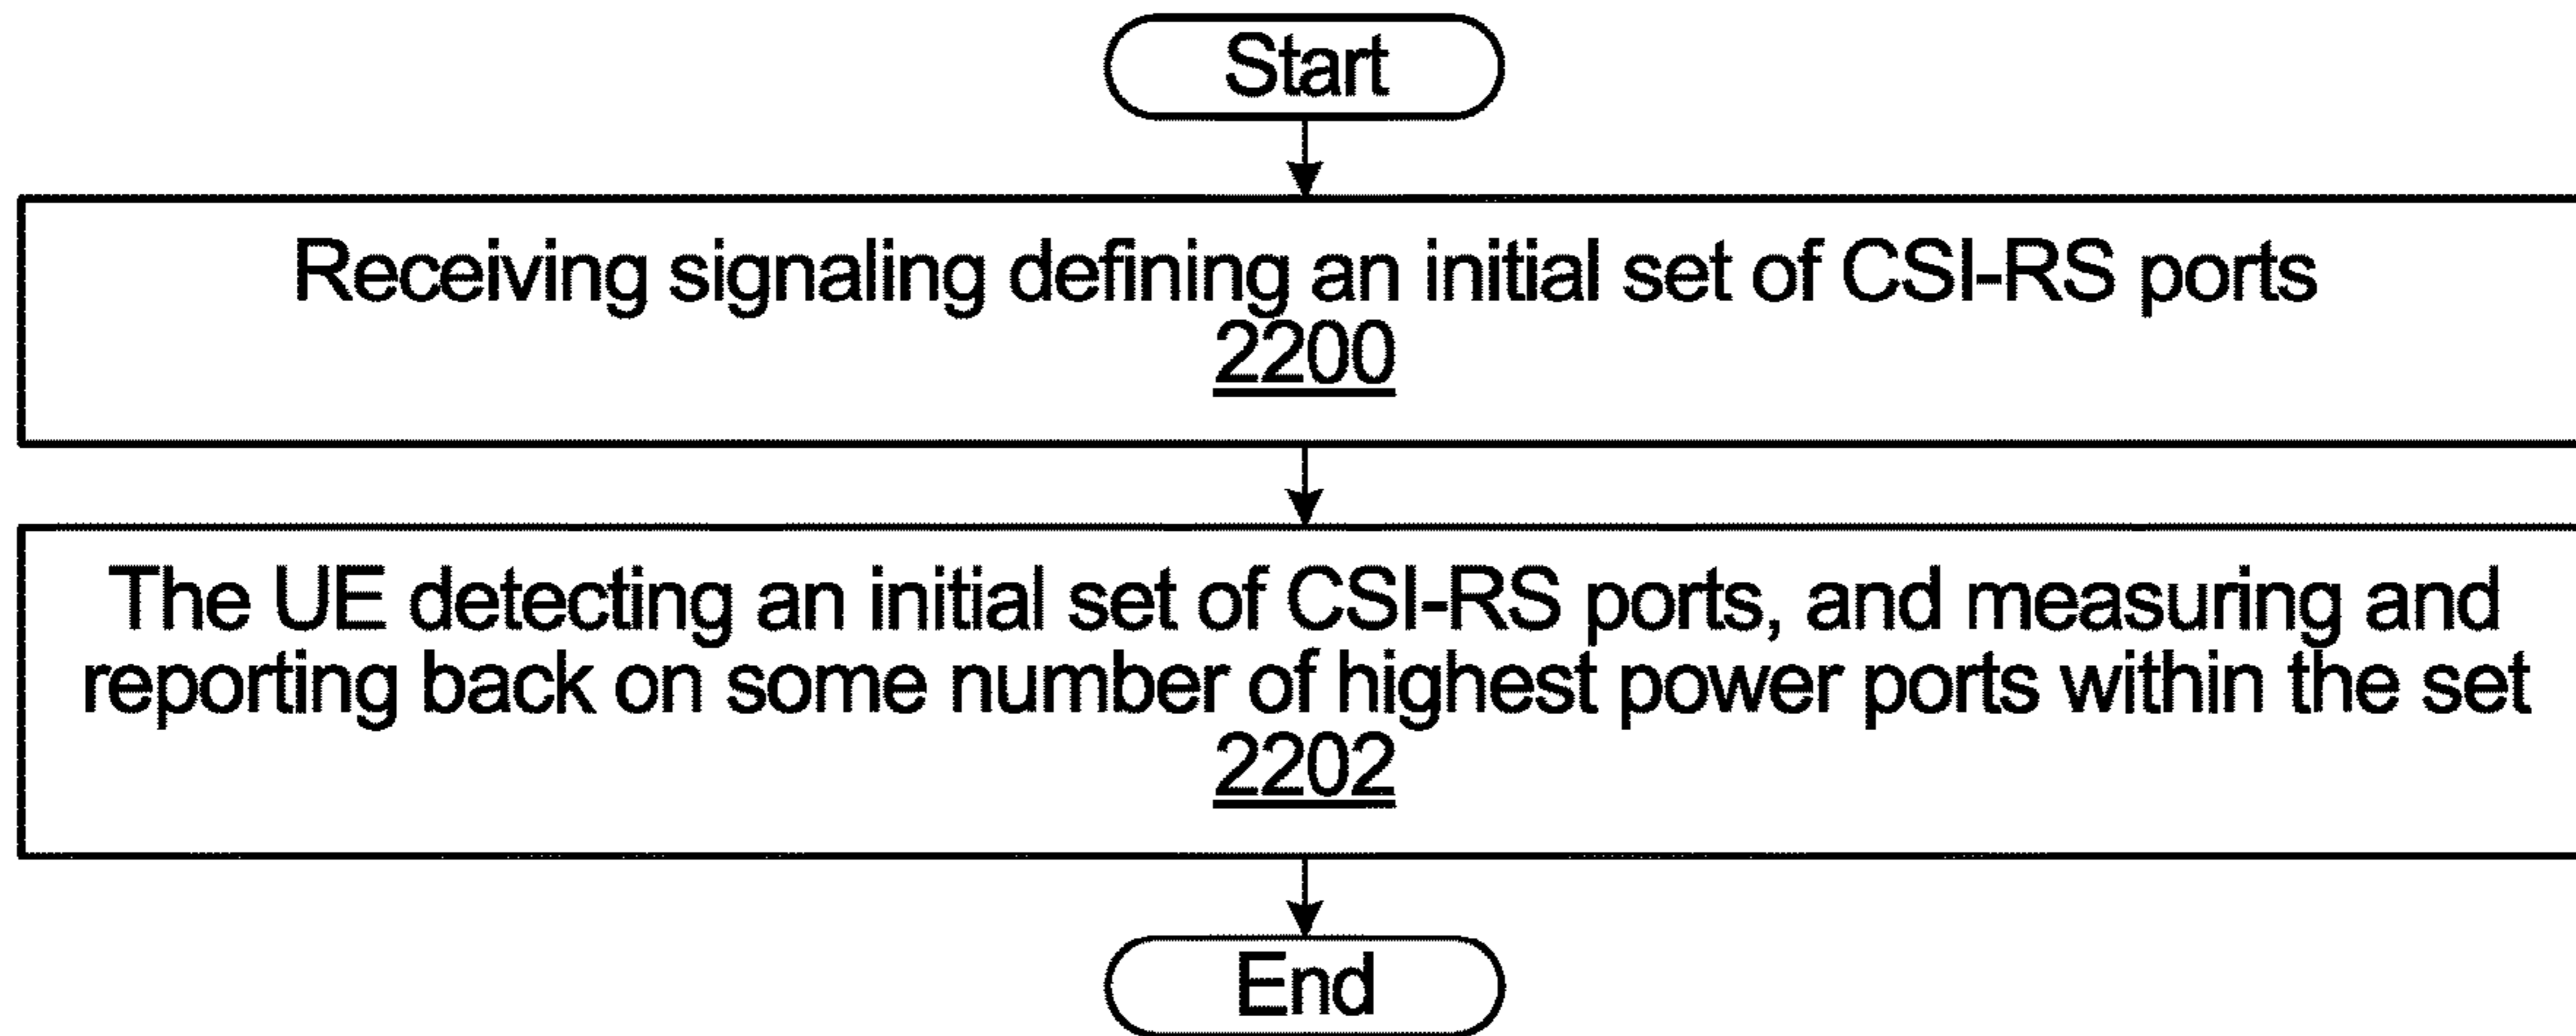 Start
Receiving signaling defining an initial set of CSI-RS ports
2200
The UE detecting an initial set of CSI-RS ports, and measuring and
reporting back on some number of highest power ports within the set
2202
End